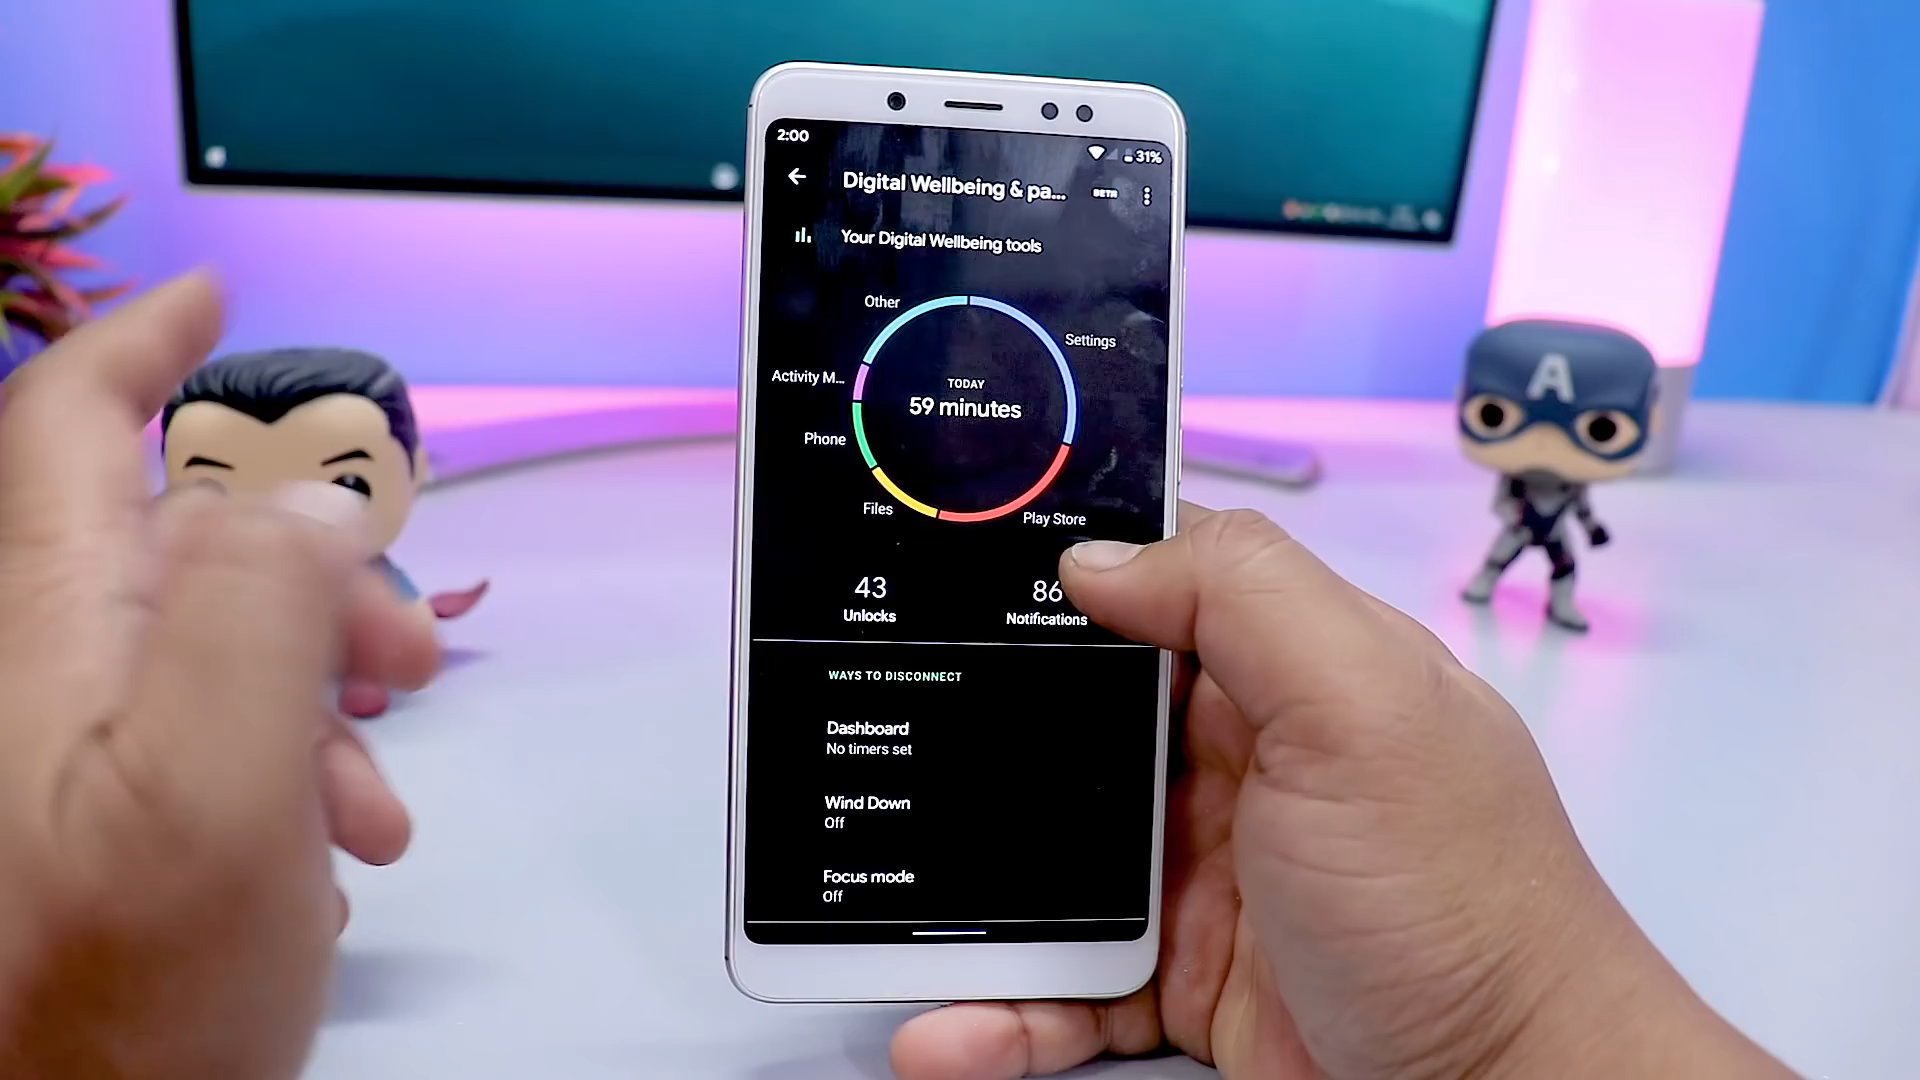 2:00
31%
Digital Wellbeing & pa...
BETA
Your Digital Wellbeing tools
Other
Settings
Activity M...
TODAY
59 minutes
Phone
Files
Play Store
43
86
Unlocks
Notifications
WAYS TO DISCONNECT
Dashboard
No timers set
Wind Down
Off
Focus mode
Off
A